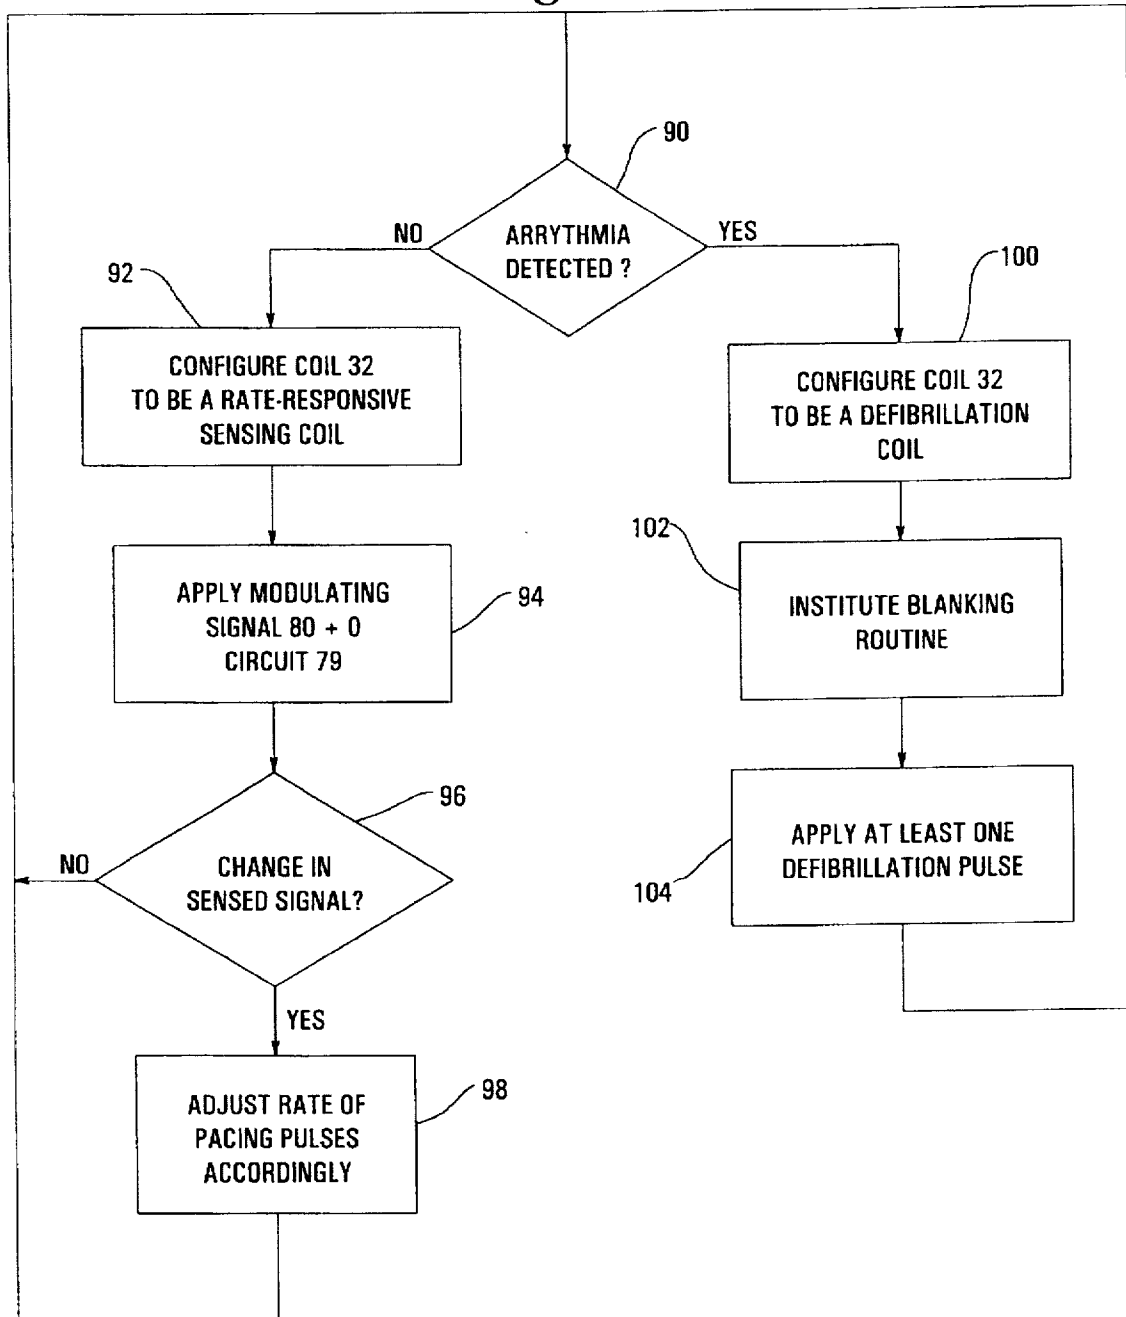 90
ARRYTHMIA
DETECTED ?
NO
YES
92
CONFIGURE COIL 32
TO BE A RATE-RESPONSIVE
SENSING COIL
100
CONFIGURE COIL 32
TO BE A DEFIBRILLATION
COIL
94
APPLY MODULATING
SIGNAL 80 + 0
CIRCUIT 79
102
INSTITUTE BLANKING
ROUTINE
96
CHANGE IN
SENSED SIGNAL?
NO
YES
104
APPLY AT LEAST ONE
DEFIBRILLATION PULSE
98
ADJUST RATE OF
PACING PULSES
ACCORDINGLY